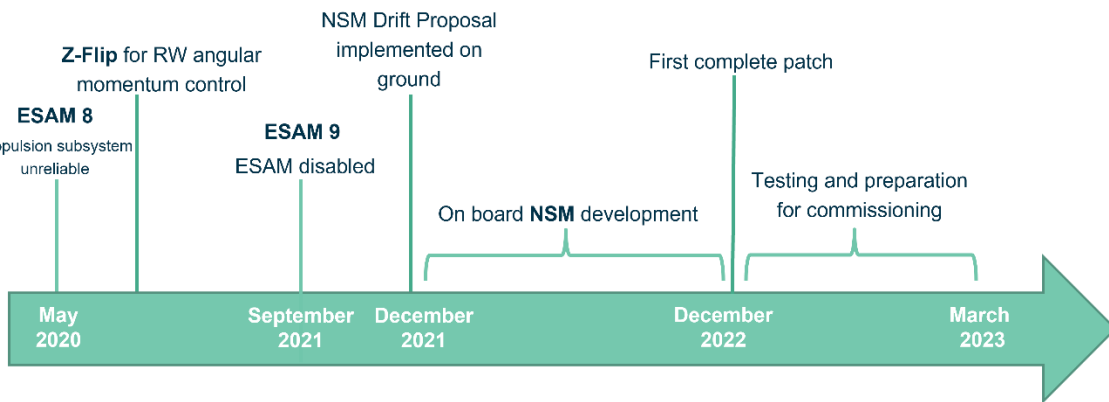 ESAM 8
opulsion subsystem
unreliable
Z-Flip for RW angular
momentum control
ESAM 9
ESAM disabled
NSM Drift Proposal
implemented on
ground
On board NSM development
First complete patch
Testing and preparation
for commissioning
May
2020
September
2021
December
2021
December
2022
March
2023